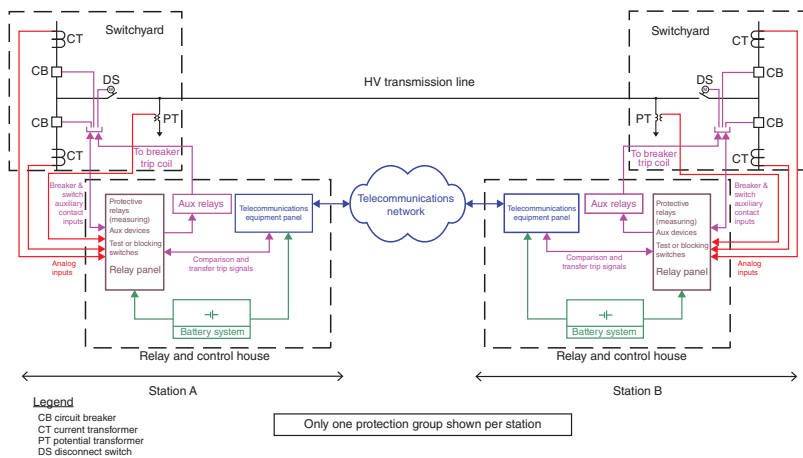 Switchyard
CT
CB
DS
M
CB
PT
CT
To breaker
trip coil
HV transmission line
Switchyard
CT
CB
DS
M
CB
PT
CT
To breaker
trip coil
Breaker &
switch
auxiliary
contact
inputs
Analog
inputs
Protective
relays
(measuring)
Aux devices
Test or blocking
switches
Relay panel
Aux relays
Telecommunications
equipment panel
Comparison and
transfer trip signals
Battery system
Relay and control house
Telecommunications
network
Telecommunications
equipment panel
Aux relays
Protective
relays
(measuring)
Aux devices
Test or blocking
switches
Relay panel
Breaker &
switch
auxiliary
contact
inputs
Analog
inputs
Comparison and
transfer trip signals
Battery system
Relay and control house
Station A
Station B
Legend
CB circuit breaker
CT current transformer
PT potential transformer
DS disconnect switch
Only one protection group shown per station